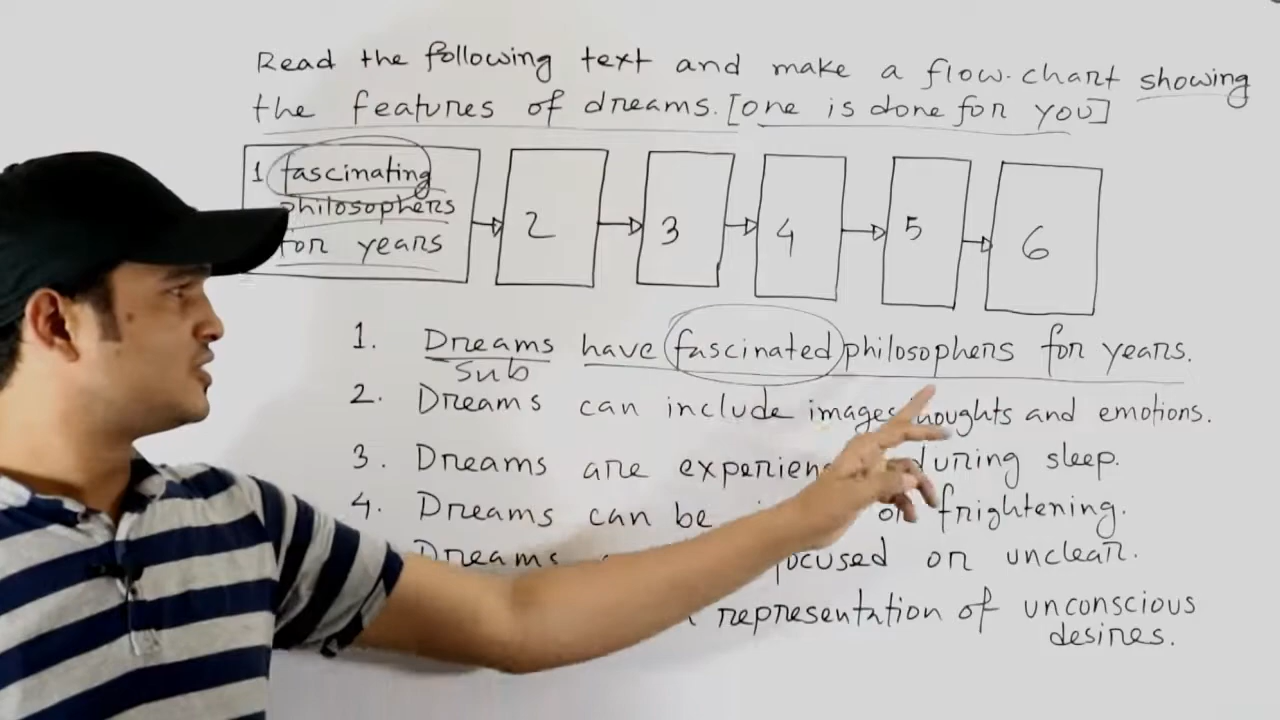 Read the following text and make a flow-chart showing
the features of dreams. [one is done for you]
1 fascinating
philosophers
for years
2
3
4
5
6
1. Dreams have fascinated philosophers for years.
Sub
2. Dreams can include images and emotions.
3. Dreams are during sleep.
4. Dreams can be or frightening.
Dreams focused or unclear.
representation of unconscious
desires.